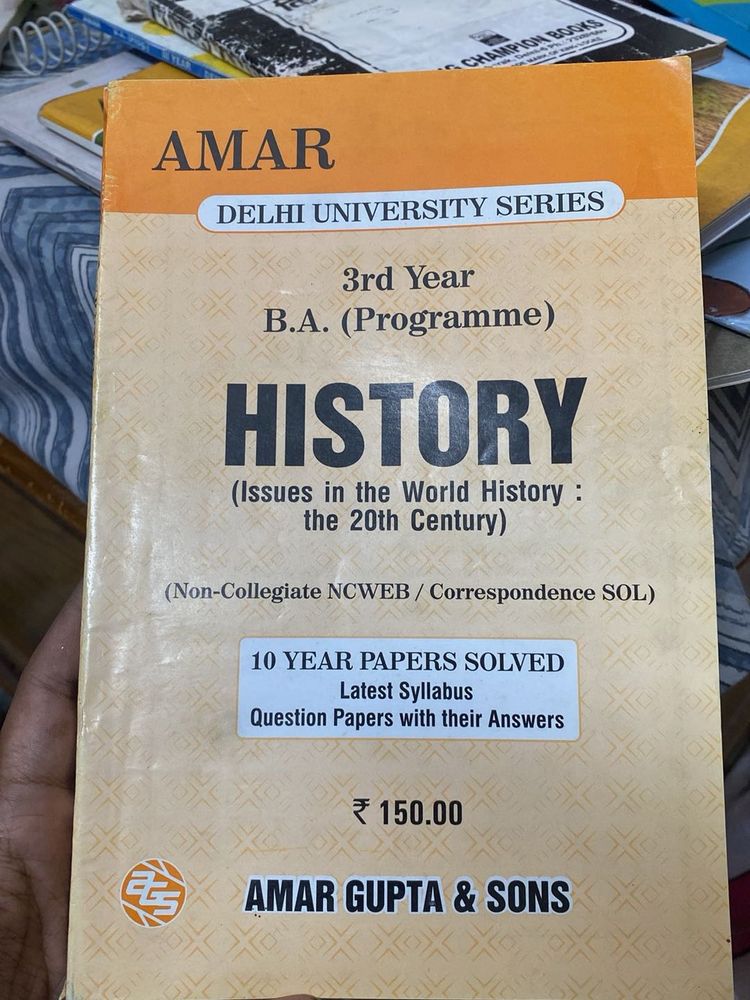 G CHAMPION BOOKS
AMAR
DELHI UNIVERSITY SERIES
3rd Year
B.A. (Programme)
HISTORY
(Issues in the World History :
the 20th Century)
(Non-Collegiate NCWEB / Correspondence SOL)
10 YEAR PAPERS SOLVED
Latest Syllabus
Question Papers with their Answers
₹ 150.00
AGS
AMAR GUPTA & SONS